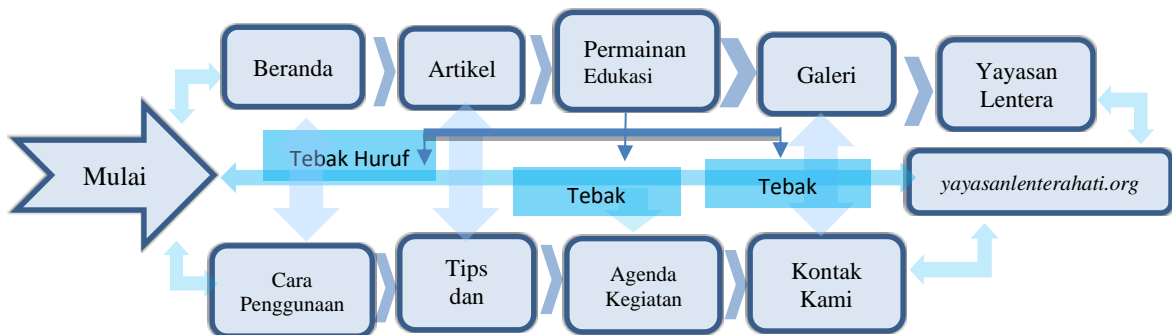 Beranda
Artikel
Permainan
Edukasi
Galeri
Yayasan
Lentera
Mulai
Tebak Huruf
Tebak
Tebak
yayasanlenterahati.org
Cara
Penggunaan
Tips
dan
Agenda
Kegiatan
Kontak
Kami